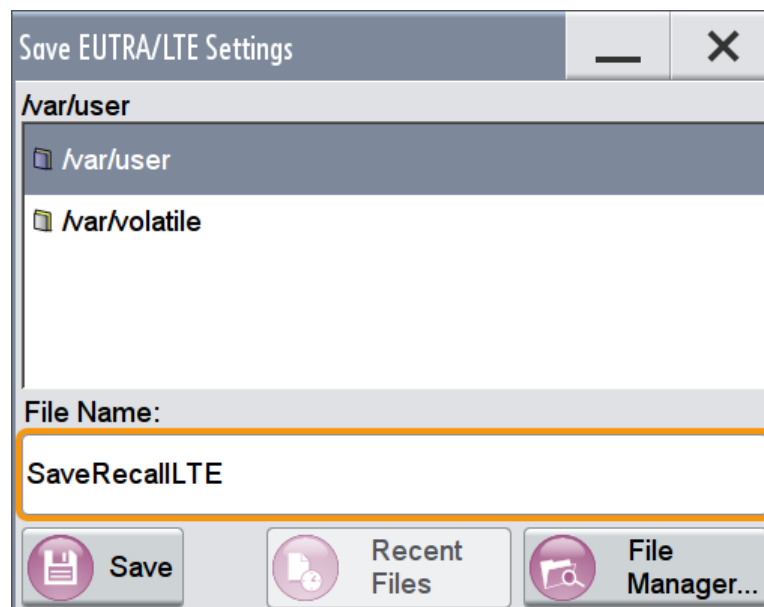 Save EUTRA/LTE Settings
/var/user
/var/user
/var/volatile
File Name:
SaveRecallLTE
Save
Recent
Files
File
Manager...